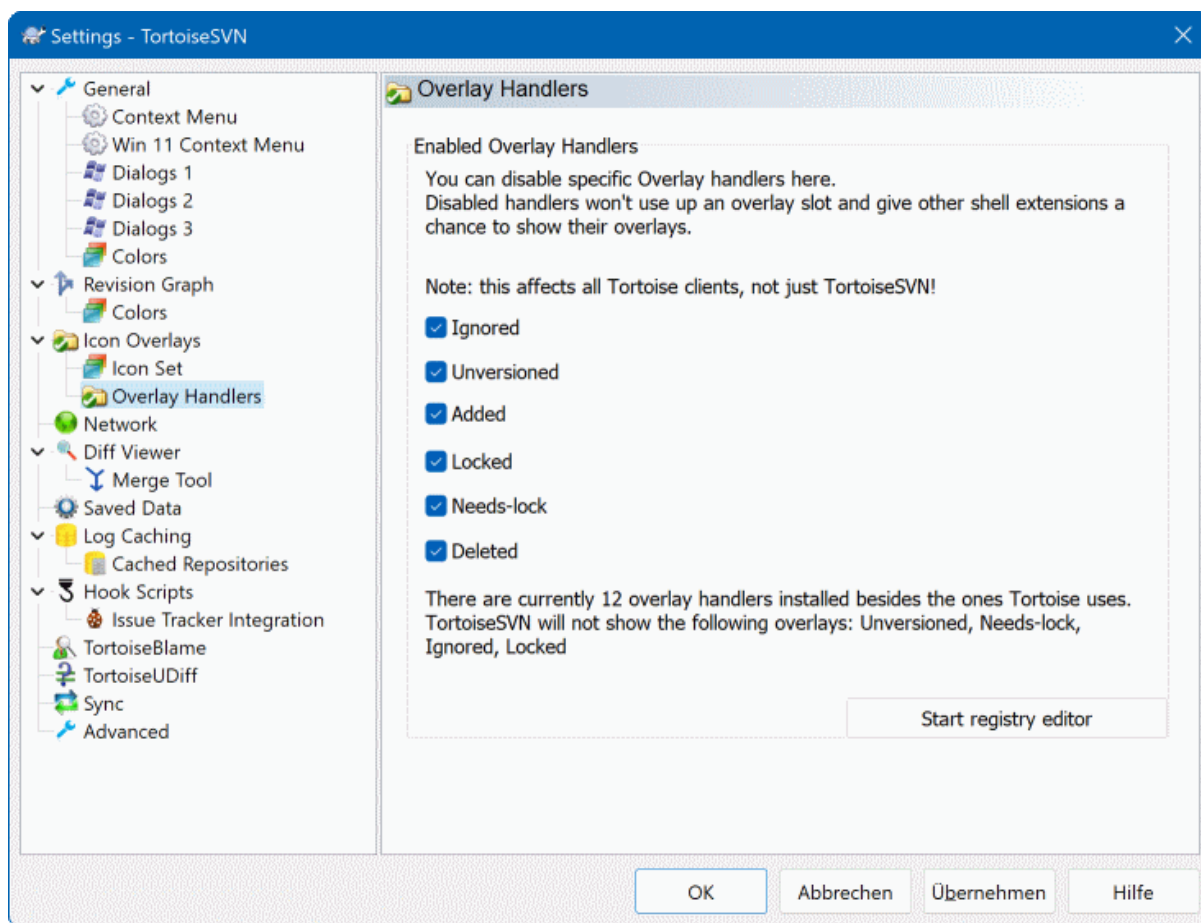 Settings - TortoiseSVN
General
Context Menu
Win 11 Context Menu
Dialogs 1
Dialogs 2
Dialogs 3
Colors
Revision Graph
Colors
Icon Overlays
Icon Set
Overlay Handlers
Network
Diff Viewer
Merge Tool
Saved Data
Log Caching
Cached Repositories
Hook Scripts
Issue Tracker Integration
TortoiseBlame
TortoiseUDiff
Sync
Advanced
Overlay Handlers
Enabled Overlay Handlers
You can disable specific Overlay handlers here.
Disabled handlers won't use up an overlay slot and give other shell extensions a
chance to show their overlays.
Note: this affects all Tortoise clients, not just TortoiseSVN!
Ignored
Unversioned
Added
Locked
Needs-lock
Deleted
There are currently 12 overlay handlers installed besides the ones Tortoise uses.
TortoiseSVN will not show the following overlays: Unversioned, Needs-lock,
Ignored, Locked
Start registry editor
OK
Abbrechen
Übernehmen
Hilfe